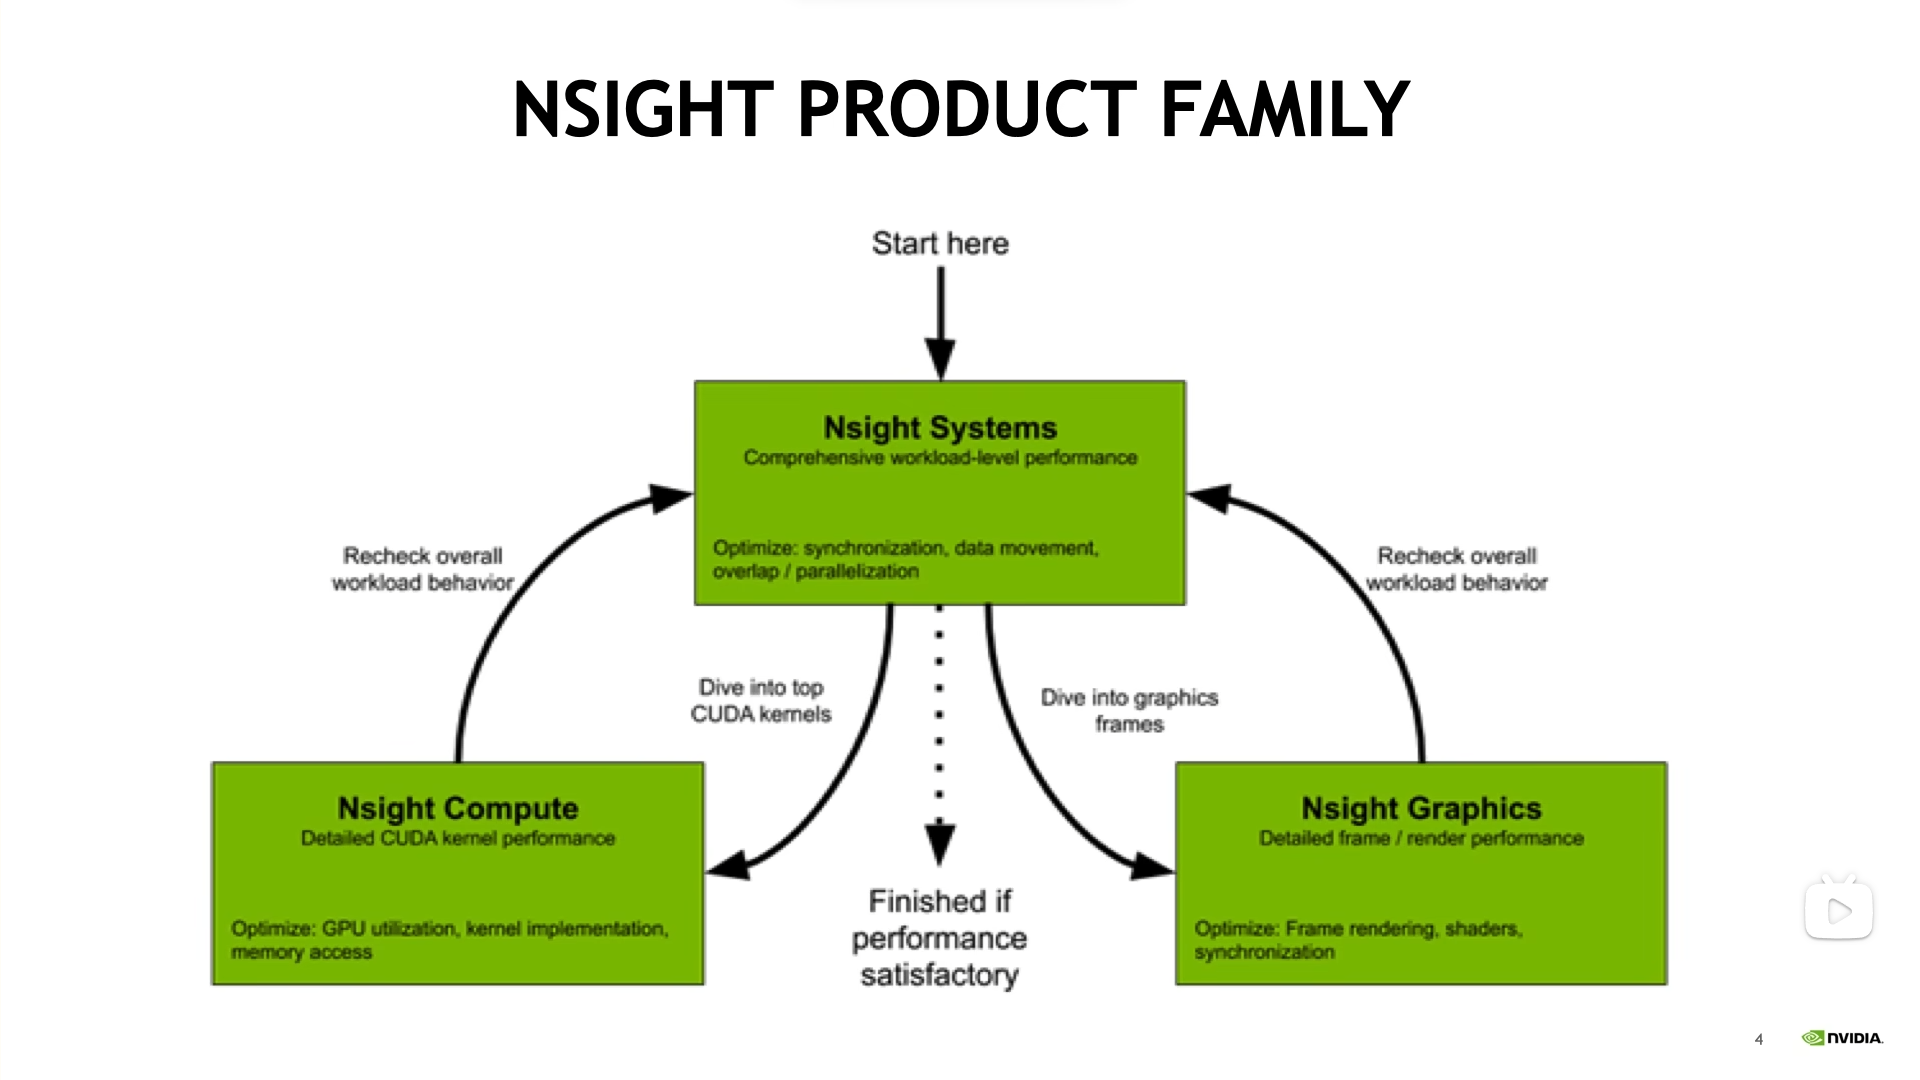 NSIGHT PRODUCT FAMILY
Start here
Nsight Systems
Comprehensive workload-level performance
Optimize: synchronization, data movement,
overlap / parallelization
Recheck overall
workload behavior
Recheck overall
workload behavior
Dive into top
CUDA kernels
Dive into graphics
frames
Nsight Compute
Detailed CUDA kernel performance
Optimize: GPU utilization, kernel implementation,
memory access
Finished if
performance
satisfactory
Nsight Graphics
Detailed frame / render performance
Optimize: Frame rendering, shaders,
synchronization
4
NVIDIA.